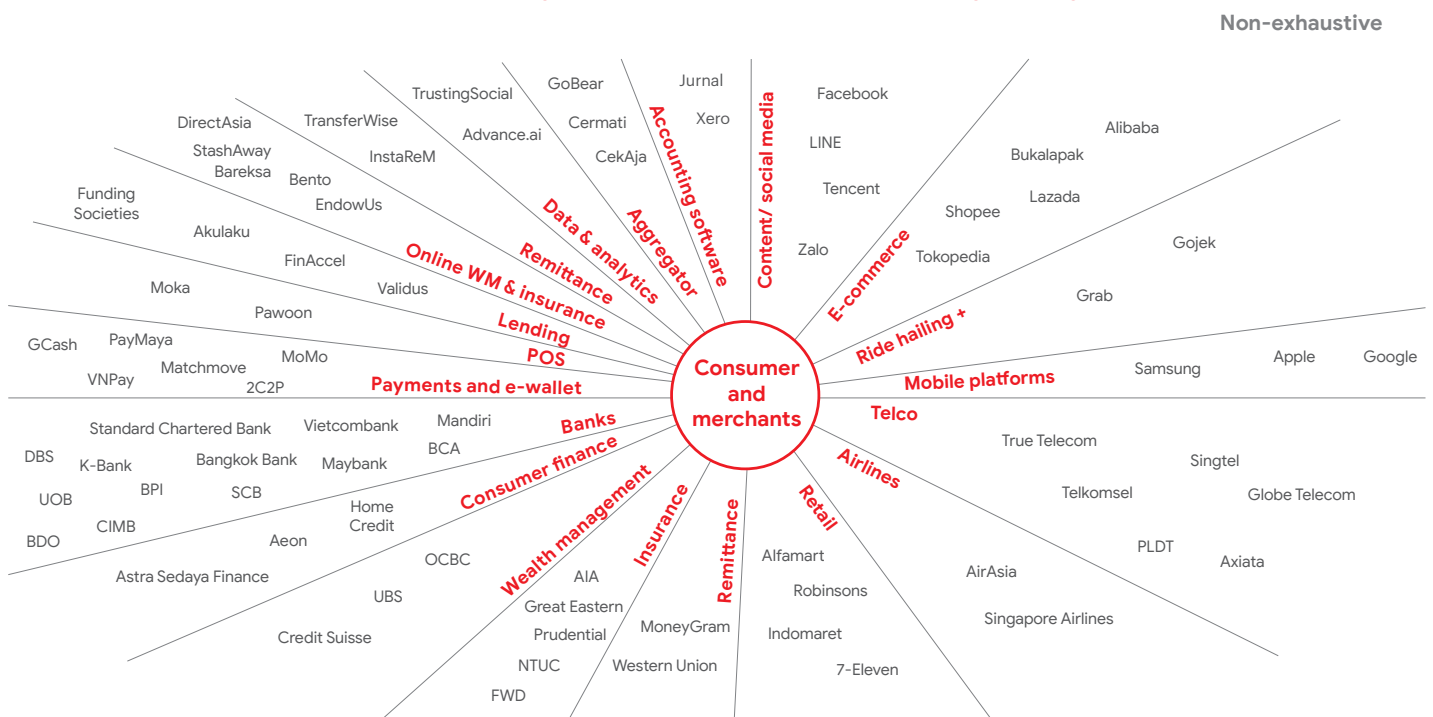 Non-exhaustive
Consumer
and
merchants
Content/ social media
Facebook
LINE
Tencent
Zalo
E-commerce
Alibaba
Bukalapak
Lazada
Shopee
Tokopedia
Ride hailing +
Gojek
Grab
Mobile platforms
Samsung
Apple
Google
Telco
True Telecom
Singtel
Telkomsel
Globe Telecom
PLDT
Axiata
Airlines
AirAsia
Singapore Airlines
Retail
Alfamart
Robinsons
Indomaret
7-Eleven
Remittance
MoneyGram
Western Union
Insurance
AIA
Great Eastern
Prudential
NTUC
FWD
Wealth management
OCBC
UBS
Credit Suisse
Consumer finance
Home
Credit
Aeon
Astra Sedaya Finance
Banks
Mandiri
Standard Chartered Bank
Vietcombank
BCA
DBS
K-Bank
Bangkok Bank
Maybank
UOB
BPI
SCB
CIMB
BDO
Payments and e-wallet
GCash
PayMaya
Matchmove
MoMo
VNPay
2C2P
POS
Moka
Pawoon
Lending
Funding
Societies
Akulaku
FinAccel
Validus
Online WM & insurance
DirectAsia
StashAway
Bareksa
Bento
EndowUs
Remittance
TransferWise
InstaReM
Data & analytics
TrustingSocial
Advance.ai
Aggregator
GoBear
Cermati
CekAja
Accounting software
Jurnal
Xero